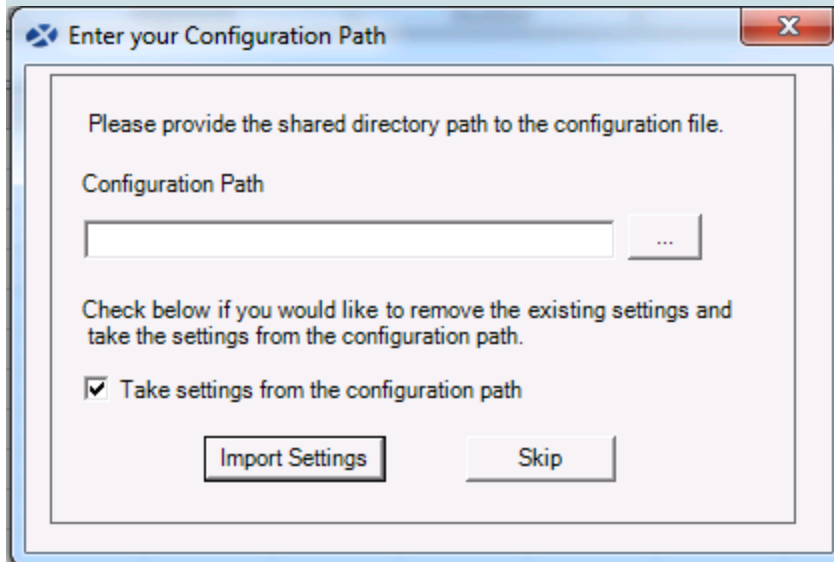 Enter your Configuration Path
Please provide the shared directory path to the configuration file.
Configuration Path
...
Check below if you would like to remove the existing settings and
take the settings from the configuration path.
Take settings from the configuration path
Import Settings
Skip